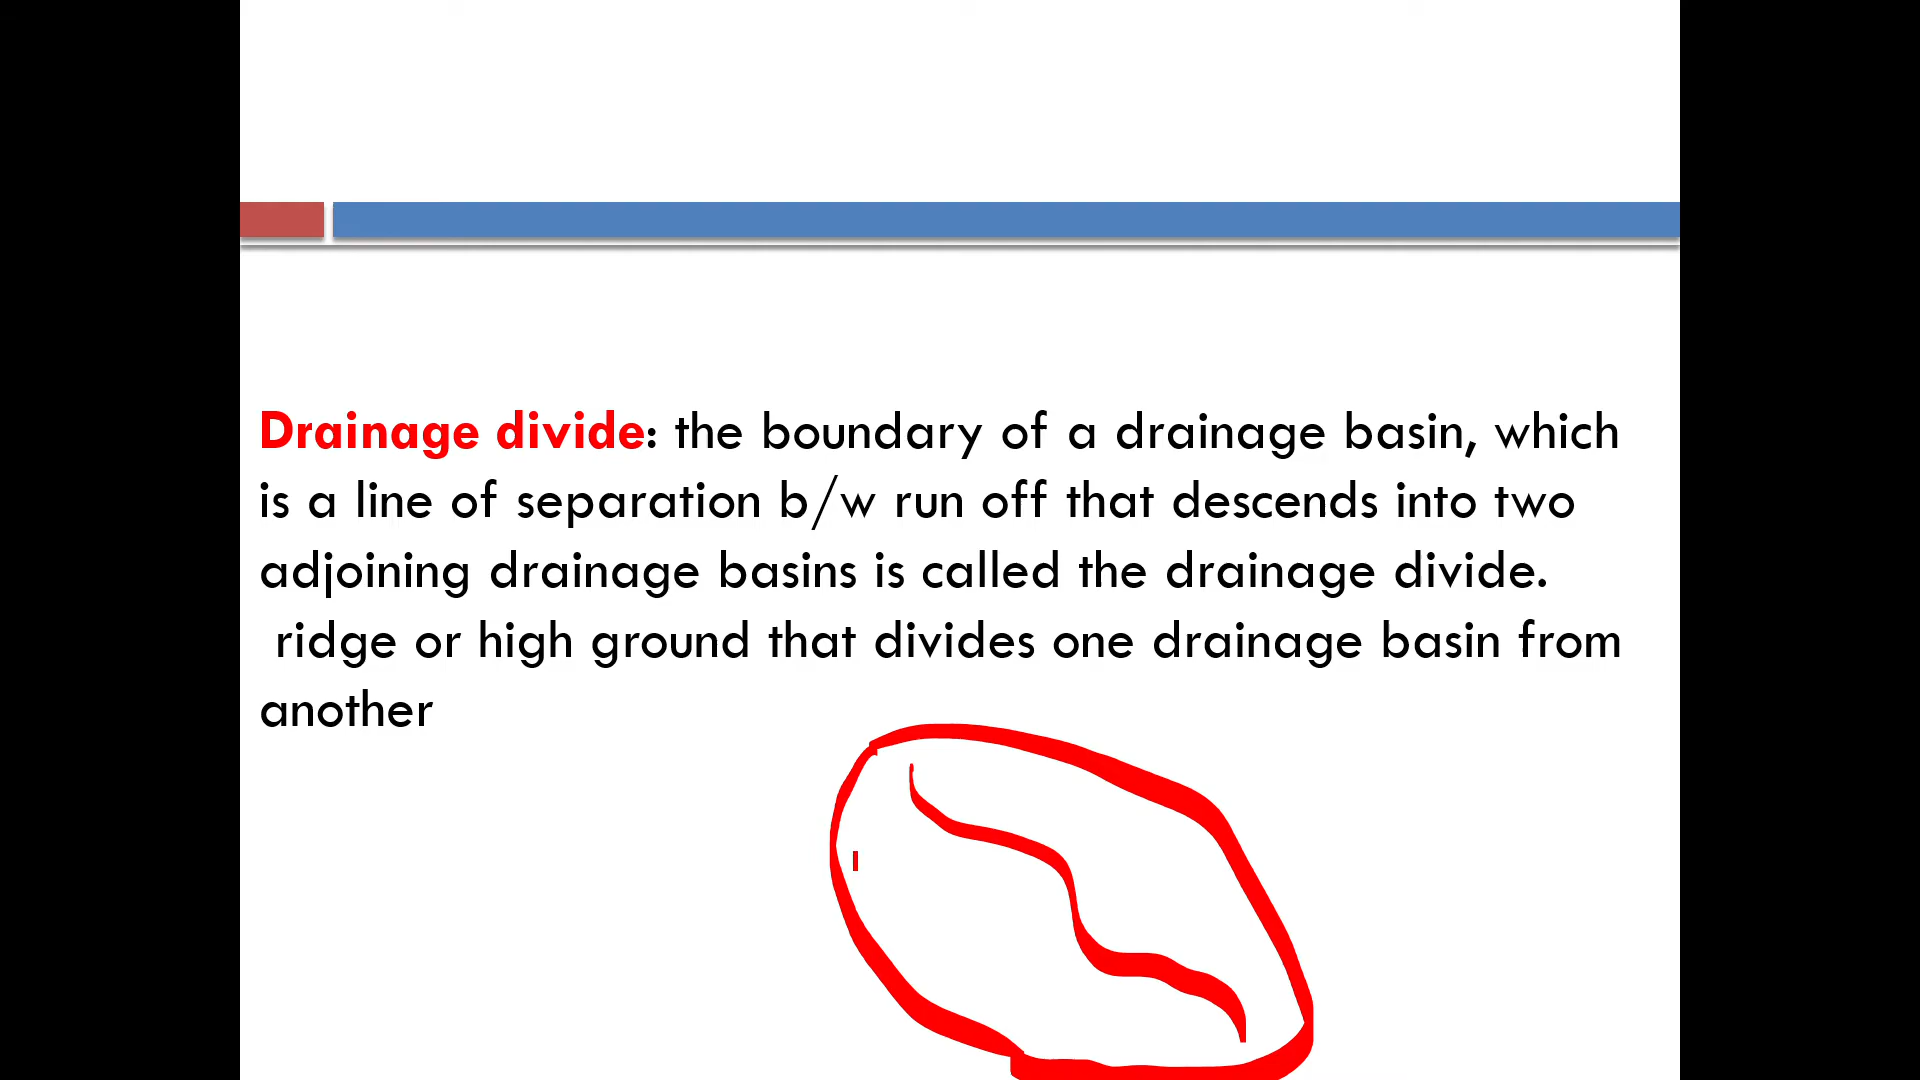 Drainage divide: the boundary of a drainage basin, which
is a line of separation b/w run off that descends into two
adjoining drainage basins is called the drainage divide.
ridge or high ground that divides one drainage basin from
another